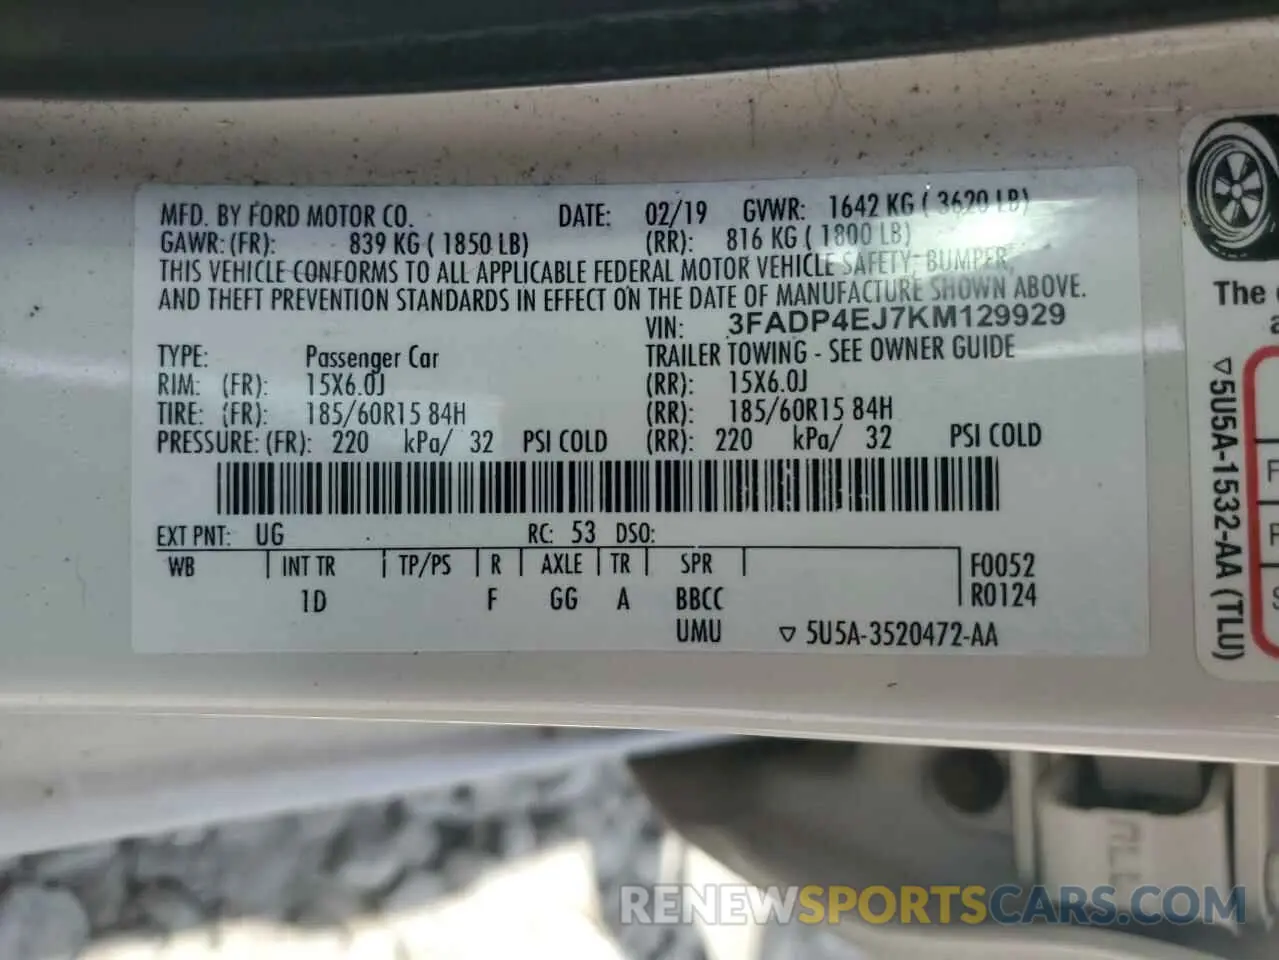 MFD. BY FORD MOTOR CO. DATE: 02/19 GVWR: 1642 KG ( 3620 LB)
GAWR: (FR): 839 KG ( 1850 LB) (RR): 816 KG ( 1800 LB)
THIS VEHICLE CONFORMS TO ALL APPLICABLE FEDERAL MOTOR VEHICLE SAFETY, BUMPER,
AND THEFT PREVENTION STANDARDS IN EFFECT ON THE DATE OF MANUFACTURE SHOWN ABOVE.
VIN: 3FADP4EJ7KM129929
TYPE: Passenger Car TRAILER TOWING - SEE OWNER GUIDE
RIM: (FR): 15X6.0J (RR): 15X6.0J
TIRE: (FR): 185/60R15 84H (RR): 185/60R15 84H
PRESSURE: (FR): 220 kPa/ 32 PSI COLD (RR): 220 kPa/ 32 PSI COLD
EXT PNT: UG RC: 53 DSO:
WB INT TR TP/PS R AXLE TR SPR F0052
1D F GG A BBCC R0124
UMU ▽ 5U5A-3520472-AA
The
▽5U5A-1532-AA (TLU)
RENEWSPORTSCARS.COM